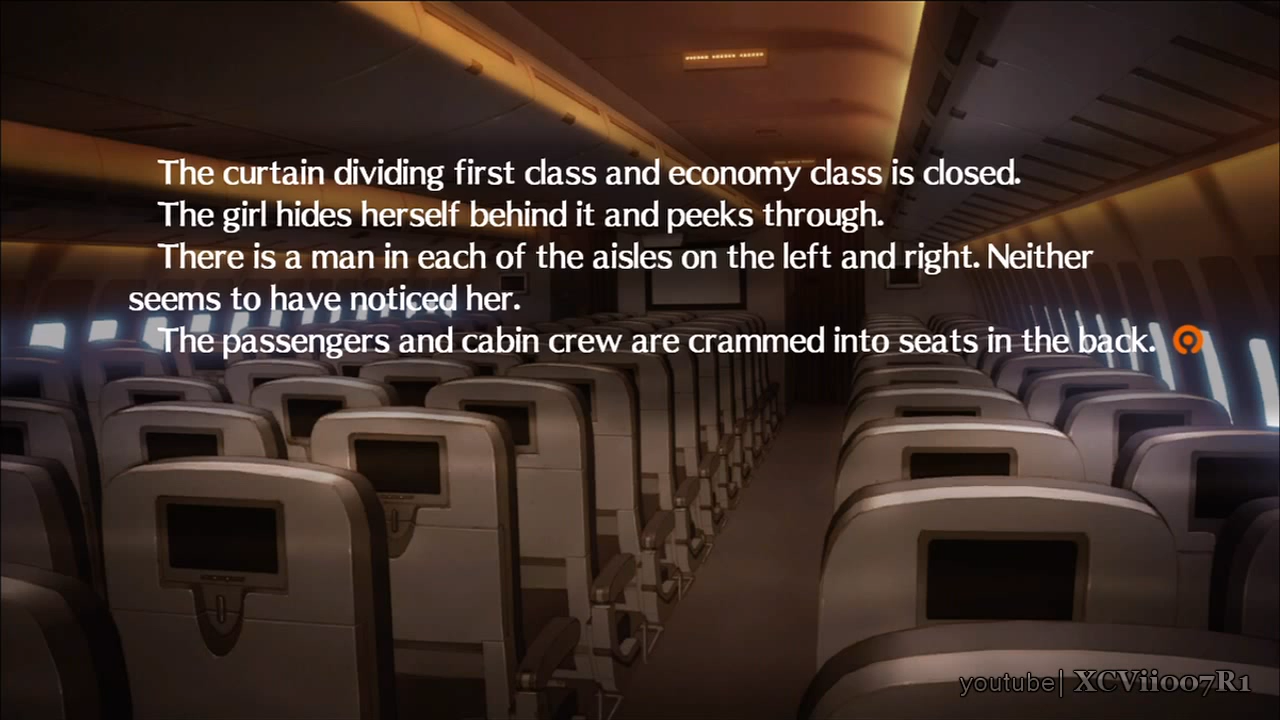 The curtain dividing first class and economy class is closed.
The girl hides herself behind it and peeks through.
There is a man in each of the aisles on the left and right. Neither
seems to have noticed her.
The passengers and cabin crew are crammed into seats in the back.
youtube| XCViii007R1